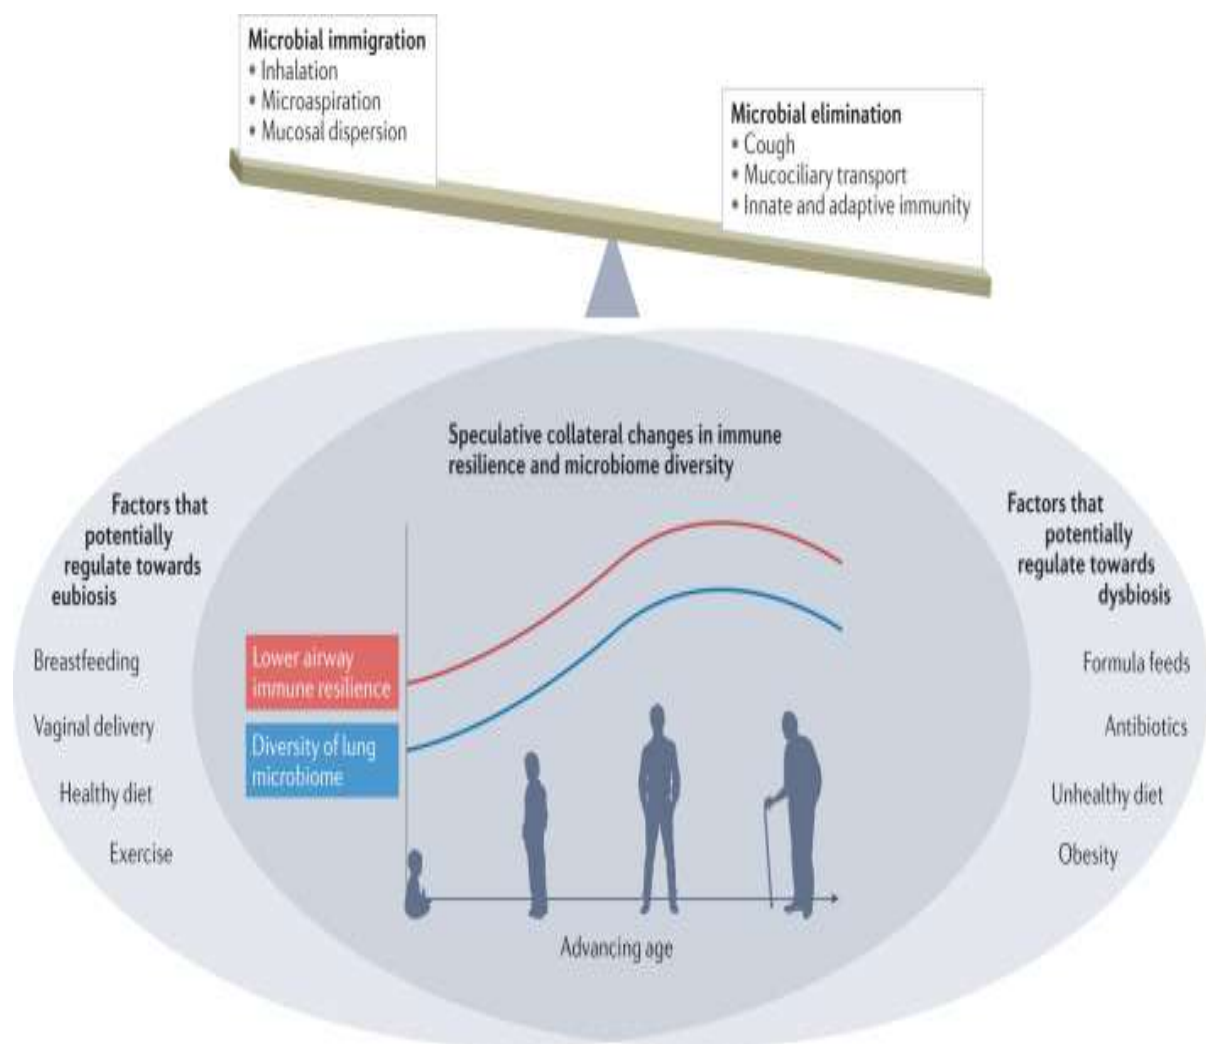 Microbial immigration
• Inhalation
• Microaspiration
• Mucosal dispersion
Microbial elimination
• Cough
• Mucociliary transport
• Innate and adaptive immunity
Speculative collateral changes in immune
resilience and microbiome diversity
Factors that
potentially
regulate towards
eubiosis
Breastfeeding
Vaginal delivery
Healthy diet
Exercise
Lower airway
immune resilience
Diversity of lung
microbiome
Advancing age
Factors that
potentially
regulate towards
dysbiosis
Formula feeds
Antibiotics
Unhealthy diet
Obesity